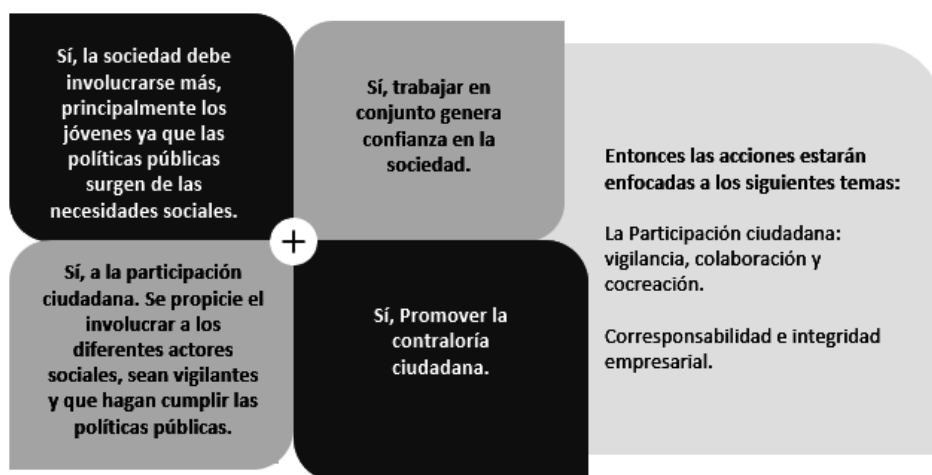 Sí, la sociedad debe
involucrarse más,
principalmente los
jóvenes ya que las
políticas públicas
surgen de las
necesidades sociales.
Sí, trabajar en
conjunto genera
confianza en la
sociedad.
Sí, a la participación
ciudadana. Se propicie el
involucrar a los
diferentes actores
sociales, sean vigilantes
y que hagan cumplir las
políticas públicas.
Sí, Promover la
contraloría
ciudadana.
+
Entonces las acciones estarán
enfocadas a los siguientes temas:
La Participación ciudadana:
vigilancia, colaboración y
cocreación.
Corresponsabilidad e integridad
empresarial.